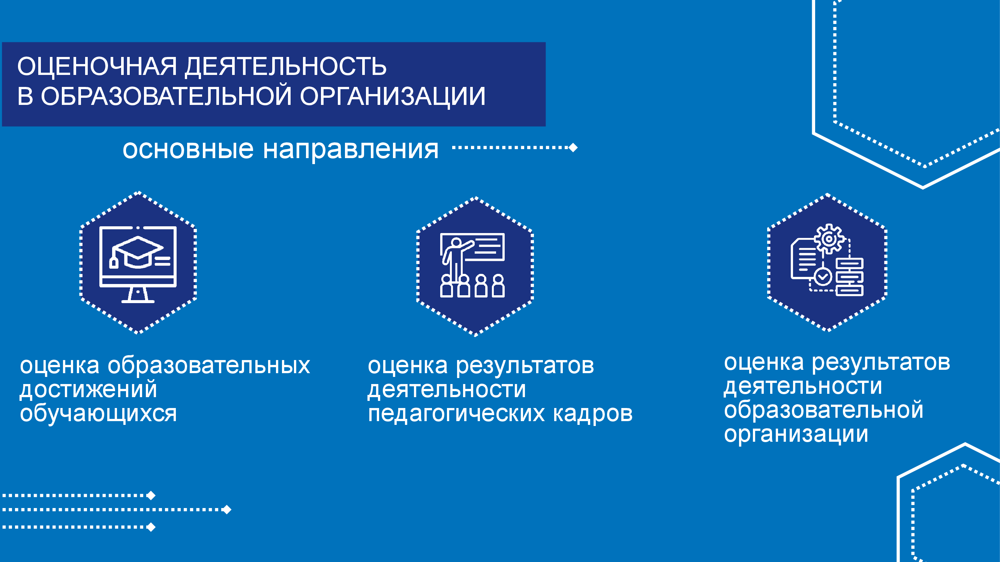 ОЦЕНОЧНАЯ ДЕЯТЕЛЬНОСТЬ
В ОБРАЗОВАТЕЛЬНОЙ ОРГАНИЗАЦИИ
основные направления
оценка образовательных
достижений
обучающихся
оценка результатов
деятельности
педагогических кадров
оценка результатов
деятельности
образовательной
организации